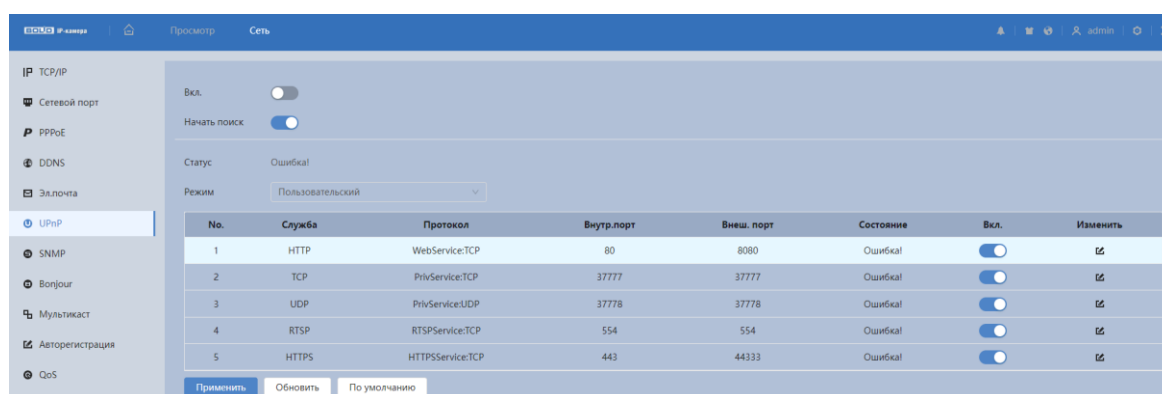 BOLID IP-камера Просмотр Сеть admin
IP TCP/IP
Сетевой порт
PPPoE
DDNS
Эл.почта
UPnP
SNMP
Bonjour
Мультикаст
Авторегистрация
QoS
Вкл.
Начать поиск
Статус Ошибка!
Режим Пользовательский
No. Служба Протокол Внутр.порт Внеш. порт Состояние Вкл. Изменить
1 HTTP WebService:TCP 80 8080 Ошибка!
2 TCP PrivService:TCP 37777 37777 Ошибка!
3 UDP PrivService:UDP 37778 37778 Ошибка!
4 RTSP RTSPService:TCP 554 554 Ошибка!
5 HTTPS HTTPSService:TCP 443 44333 Ошибка!
Применить Обновить По умолчанию